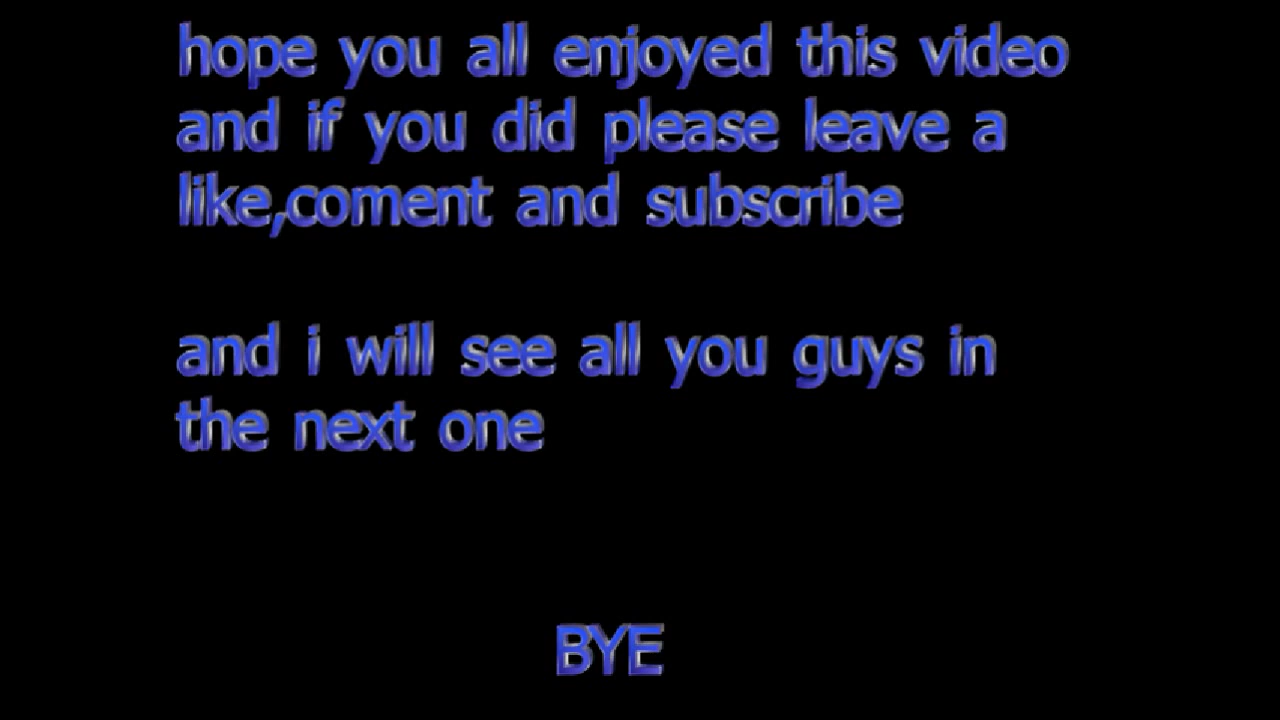 hope you all enjoyed this video
and if you did please leave a
like,coment and subscribe
and i will see all you guys in
the next one
BYE